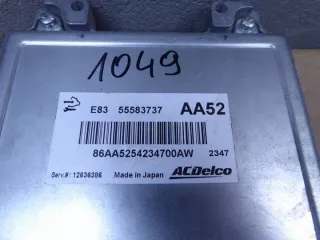 1049
E83 55583737 AA52
86AA5254234700AW 2347
Serv.#: 12636386 Made in Japan ACDelco